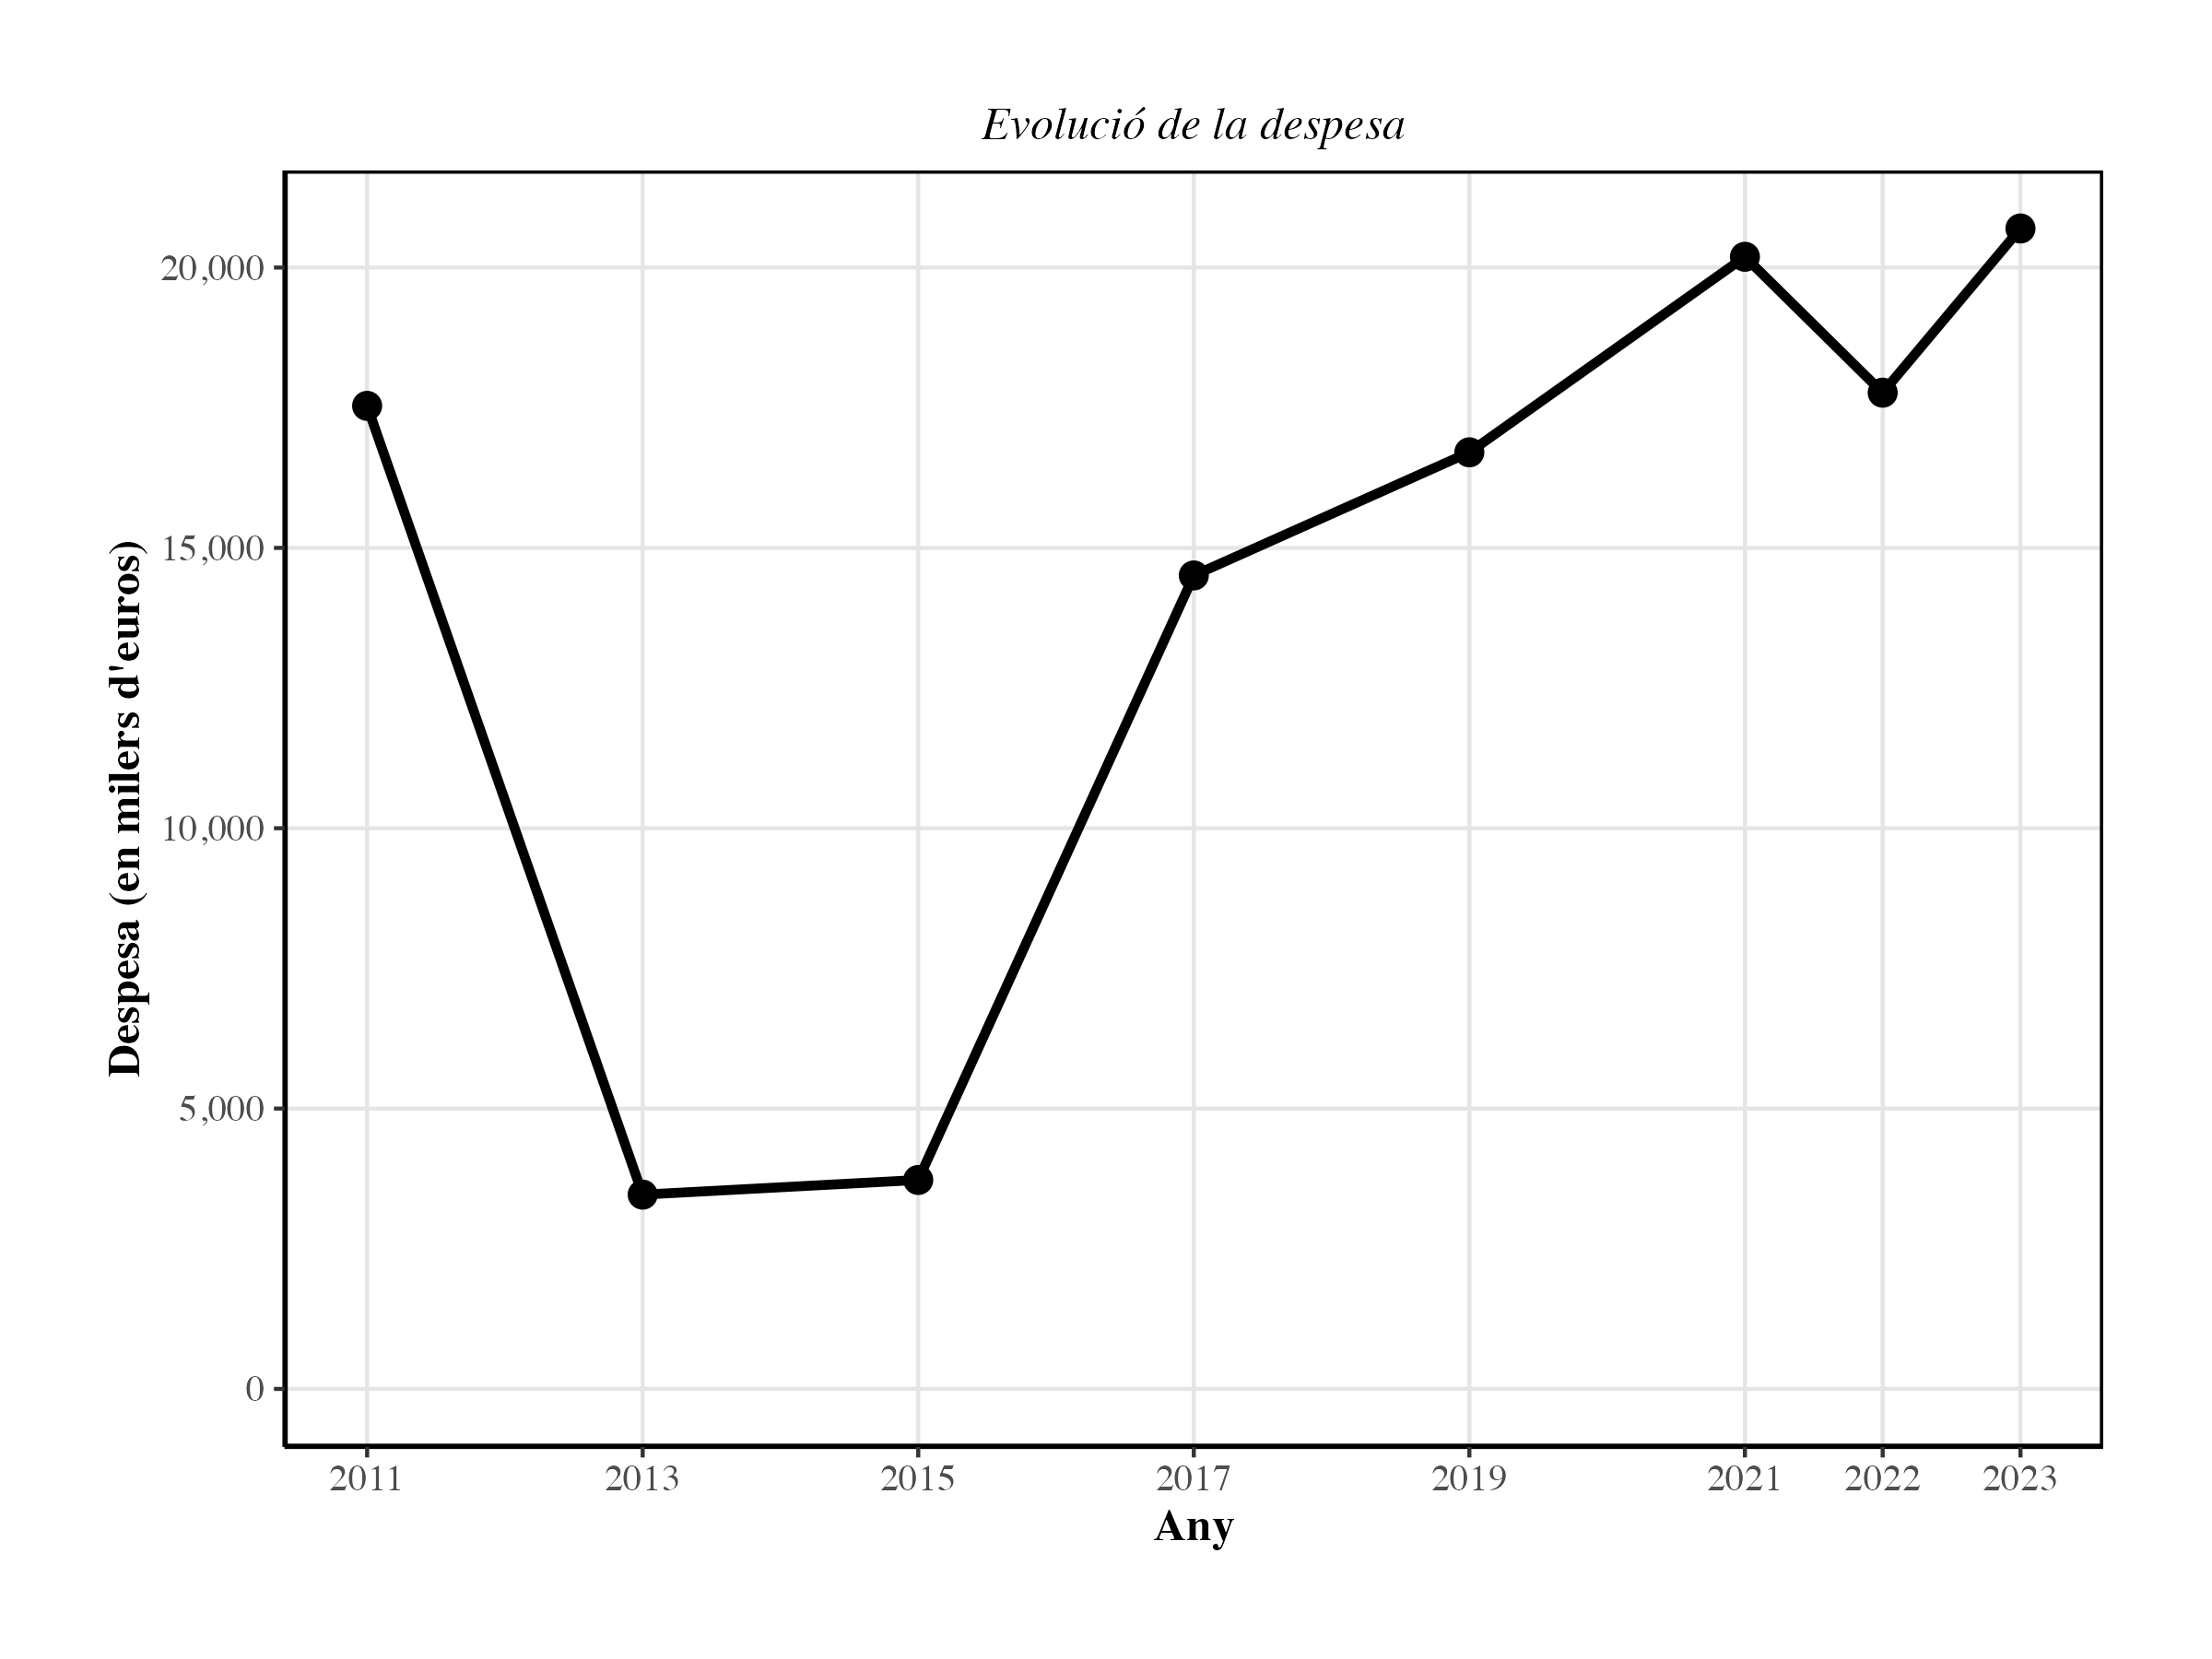 Evolució de la despesa
Despesa (en milers d'euros)
20,000
15,000
10,000
5,000
0
2011 2013 2015 2017 2019 2021 2022 2023
Any